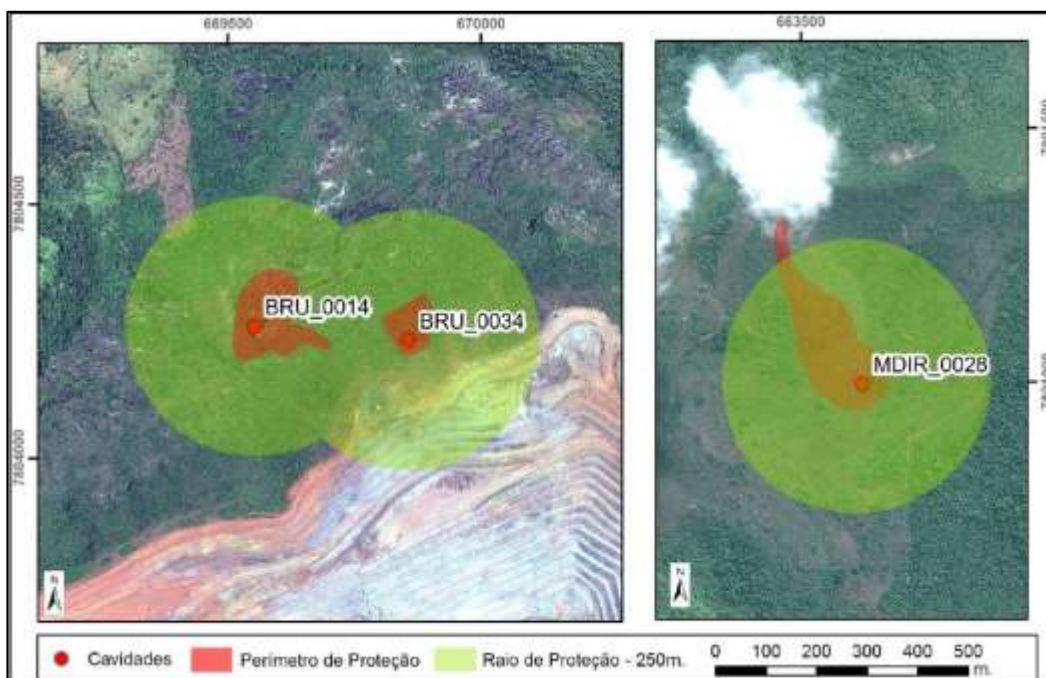 669500
670000
663500
7804500
7804000
BRU_0014
BRU_0034
MDIR_0028
N
N
Cavidades
Perímetro de Proteção
Raio de Proteção - 250m.
0 100 200 300 400 500
m.